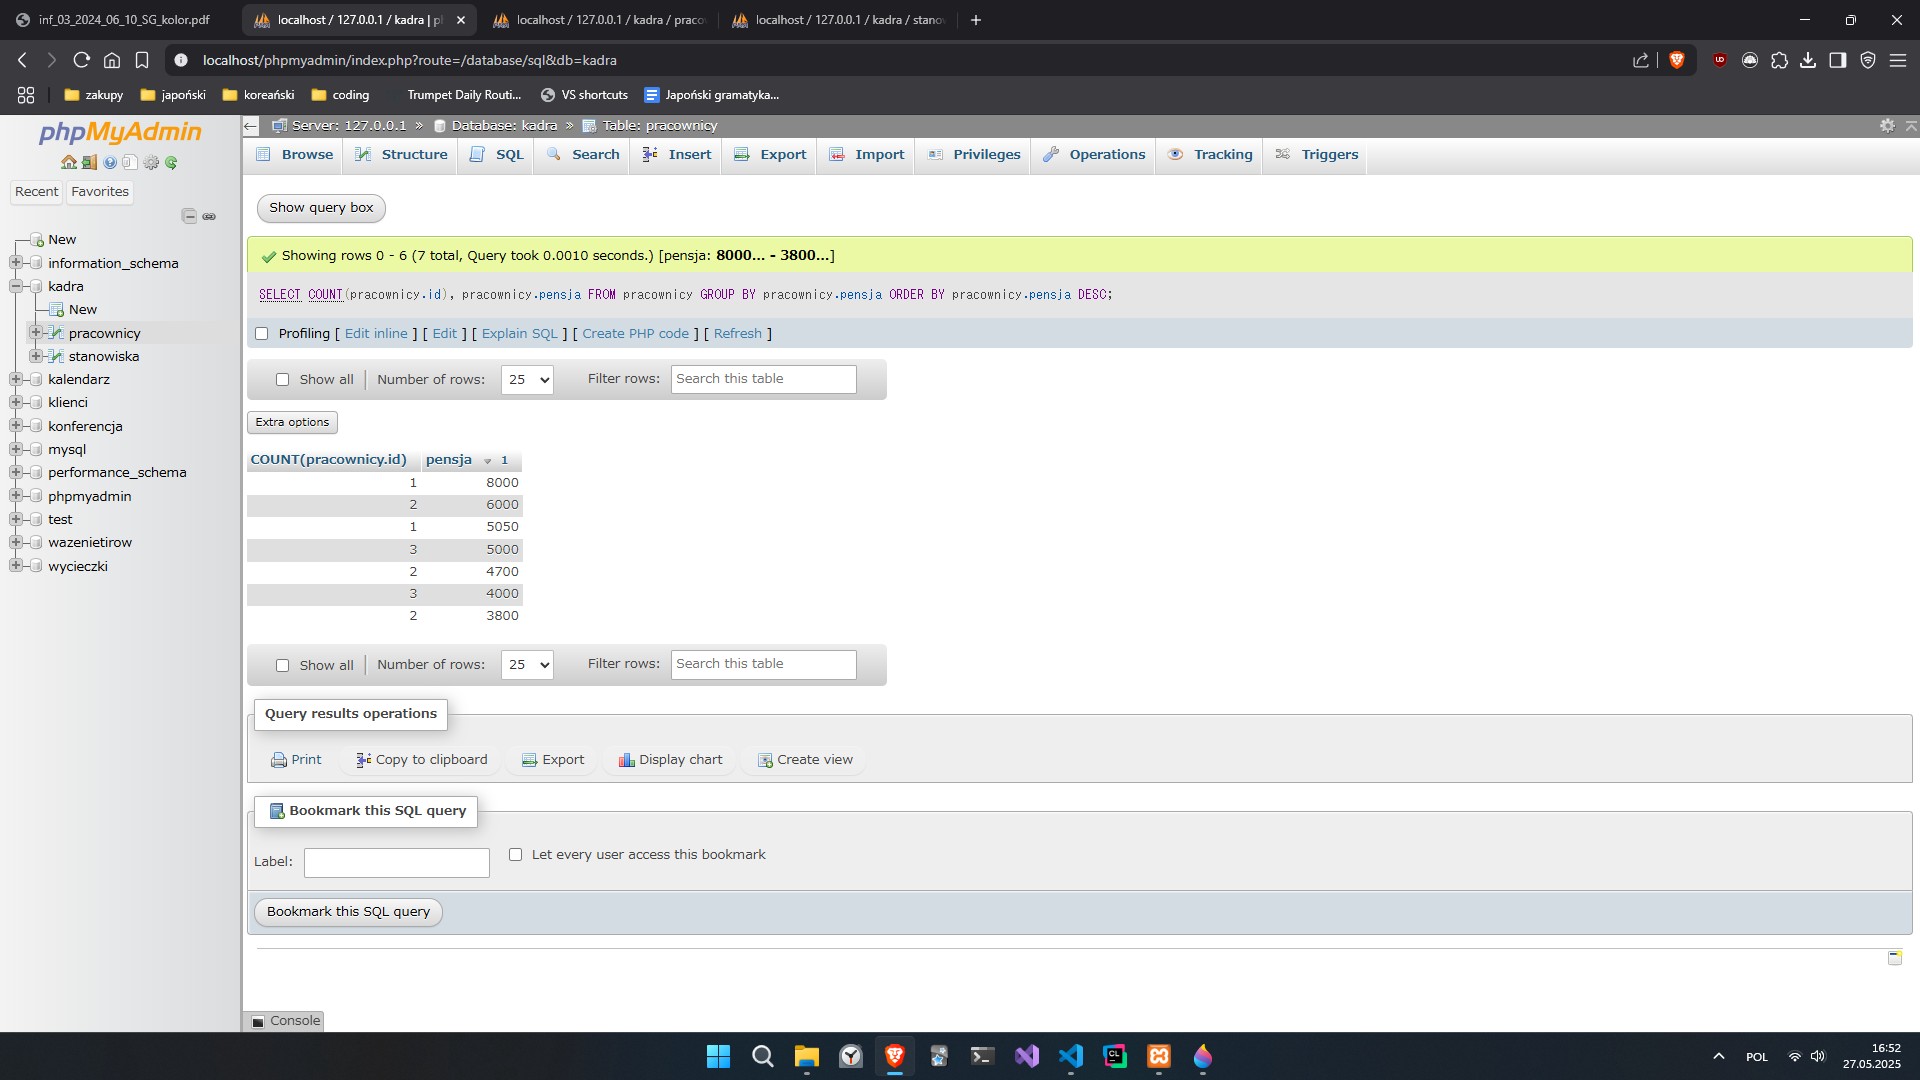 inf_03_2024_06_10_SG_kolor.pdf
localhost / 127.0.0.1 / kadra | p
localhost / 127.0.0.1 / kadra / praco
localhost / 127.0.0.1 / kadra / stano
localhost/phpmyadmin/index.php?route=/database/sql&db=kadra
zakupy
japoński
koreański
coding
Trumpet Daily Routi...
VS shortcuts
Japoński gramatyka...
phpMyAdmin
Recent
Favorites
New
information_schema
kadra
New
pracownicy
stanowiska
kalendarz
klienci
konferencja
mysql
performance_schema
phpmyadmin
test
wazenietirow
wycieczki
Server: 127.0.0.1 » Database: kadra » Table: pracownicy
Browse
Structure
SQL
Search
Insert
Export
Import
Privileges
Operations
Tracking
Triggers
Show query box
Showing rows 0 - 6 (7 total, Query took 0.0010 seconds.) [pensja: 8000... - 3800...]
SELECT COUNT(pracownicy.id), pracownicy.pensja FROM pracownicy GROUP BY pracownicy.pensja ORDER BY pracownicy.pensja DESC;
Profiling [ Edit inline ] [ Edit ] [ Explain SQL ] [ Create PHP code ] [ Refresh ]
Show all
Number of rows:
25
Filter rows:
Search this table
Extra options
COUNT(pracownicy.id) pensja 1
1 8000
2 6000
1 5050
3 5000
2 4700
3 4000
2 3800
Show all
Number of rows:
25
Filter rows:
Search this table
Query results operations
Print
Copy to clipboard
Export
Display chart
Create view
Bookmark this SQL query
Label:
Let every user access this bookmark
Bookmark this SQL query
Console
POL
16:52
27.05.2025